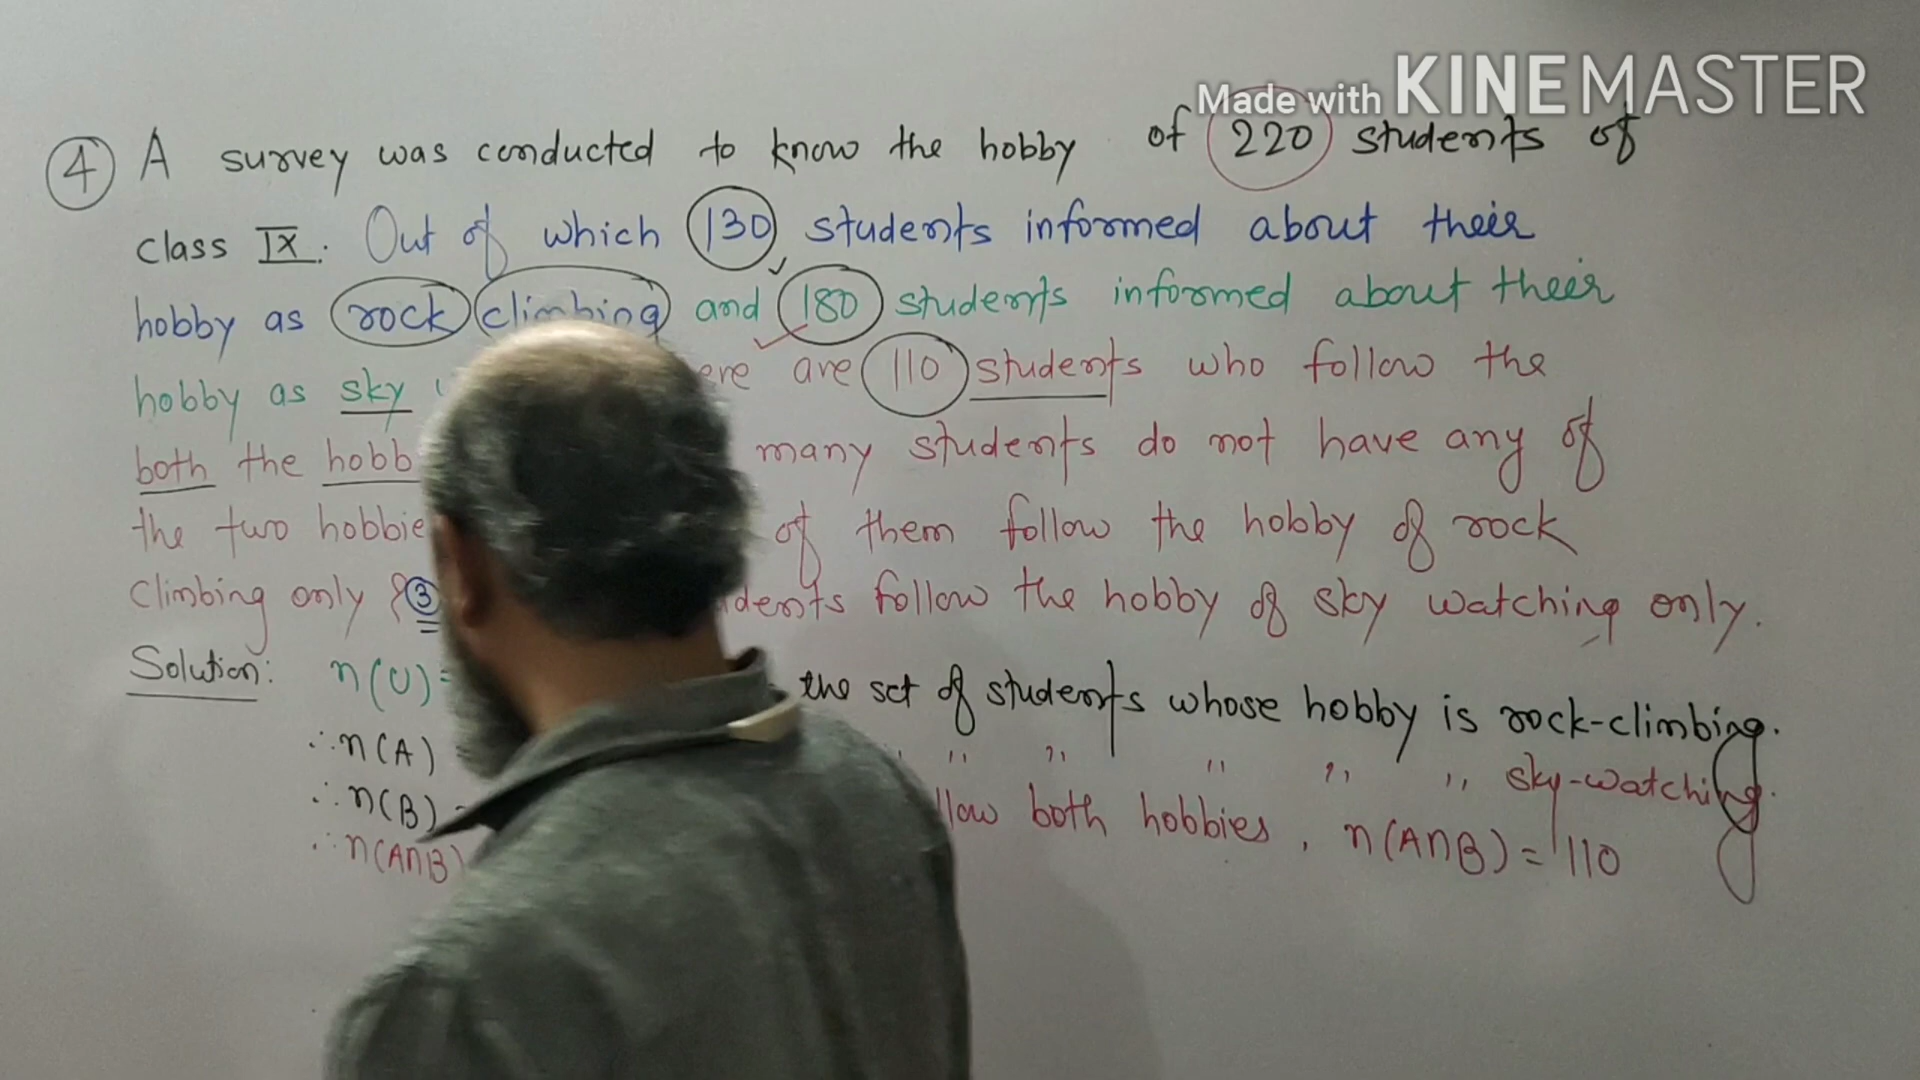 Made with KINEMASTER
④ A survey was conducted to know the hobby of 220 students of
class IX. Out of which 130 students informed about their
hobby as rock climbing and 180 students informed about their
hobby as sky are 110 students who follow the
both the many students do not have any of
the two of them follow the hobby of rock
climbing only ③ follow the hobby of sky watching only.
Solution: n(U)= the set of students whose hobby is rock-climbing.
∴ n(A) " " " " " sky-watching.
∴ n(B) = both hobbies, n(A∩B) = 110
∴ n(A∩B)